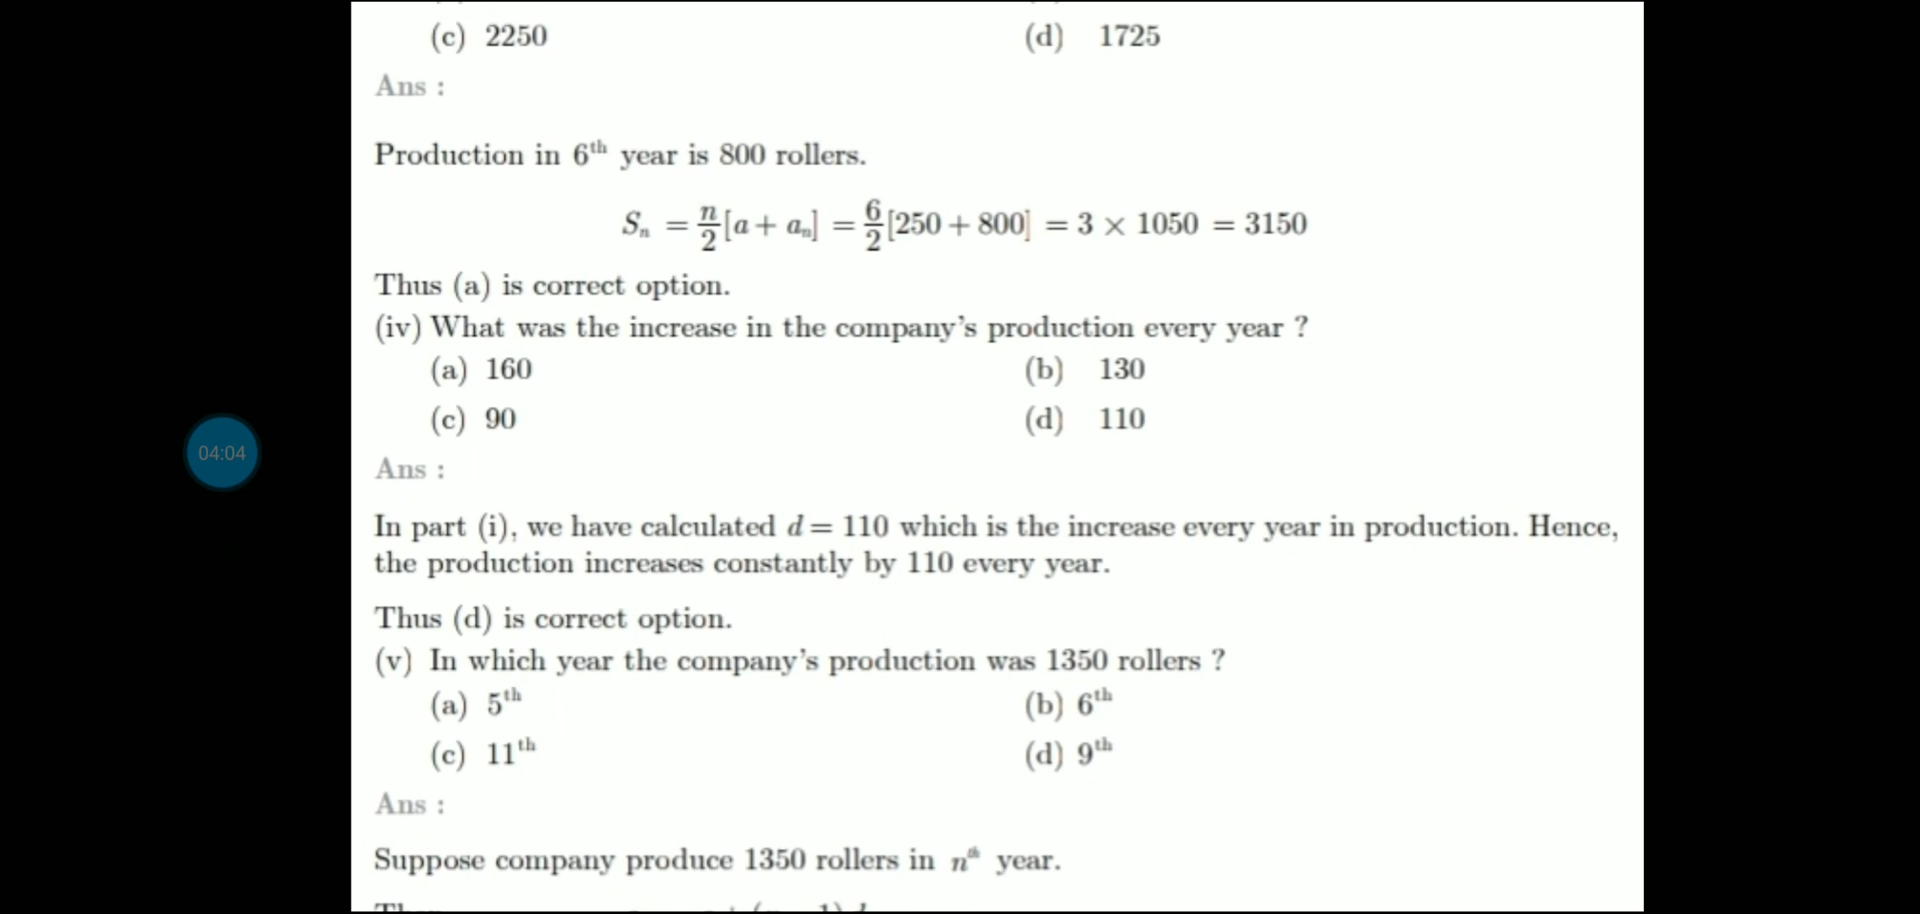 (c) 2250 (d) 1725
Ans :
Production in 6th year is 800 rollers.
Sn = n/2[a + an] = 6/2[250 + 800] = 3 × 1050 = 3150
Thus (a) is correct option.
(iv) What was the increase in the company's production every year ?
(a) 160 (b) 130
(c) 90 (d) 110
04:04
Ans :
In part (i), we have calculated d = 110 which is the increase every year in production. Hence,
the production increases constantly by 110 every year.
Thus (d) is correct option.
(v) In which year the company's production was 1350 rollers ?
(a) 5th (b) 6th
(c) 11th (d) 9th
Ans :
Suppose company produce 1350 rollers in nth year.